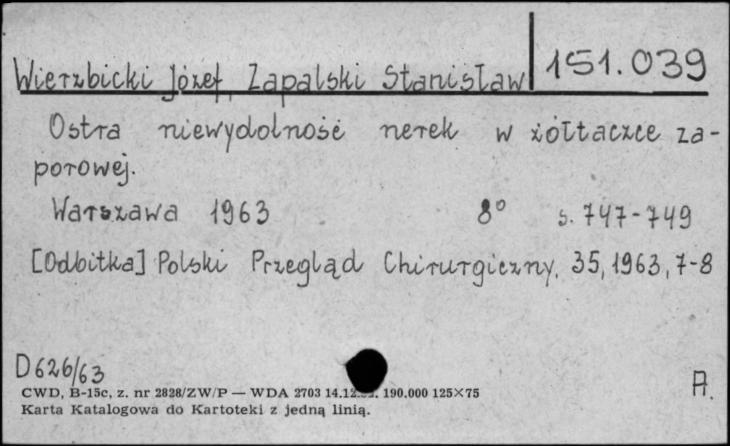 Wierzbicki Józef, Zapalski Stanisław 151.039
Ostra niewydolność nerek w żółtaczce za-
porowej.
Warszawa 1963 8° s. 747-749
[Odbitka] Polski Przegląd Chirurgiczny, 35, 1963, 7-8
D 626/63
A.
CWD, B-15c, z. nr 2828/ZW/P — WDA 2703 190.000 125×75
Karta Katalogowa do Kartoteki z jedną linią.